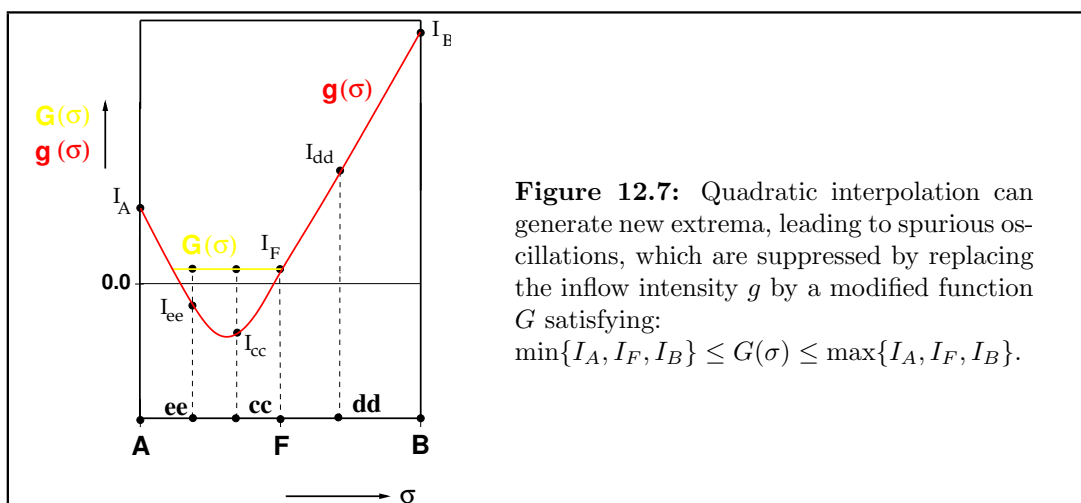 I_B
g(σ)
G(σ)
g(σ)
I_dd
I_A
G(σ)
I_F
0.0
I_ee
I_cc
ee cc dd
A F B
σ
Figure 12.7: Quadratic interpolation can
generate new extrema, leading to spurious os-
cillations, which are suppressed by replacing
the inflow intensity g by a modified function
G satisfying:
min{I_A, I_F, I_B} ≤ G(σ) ≤ max{I_A, I_F, I_B}.